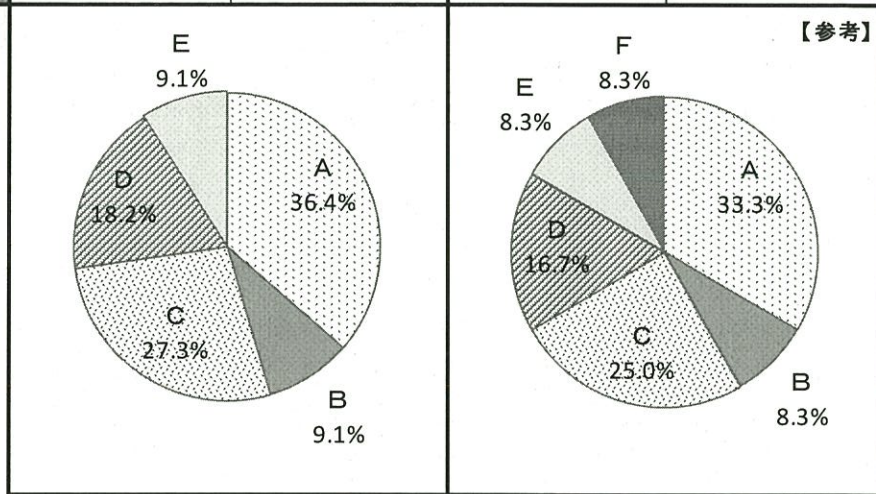 E
9.1%
A
36.4%
D
18.2%
C
27.3%
B
9.1%
【参考】
F
8.3%
E
8.3%
A
33.3%
D
16.7%
C
25.0%
B
8.3%